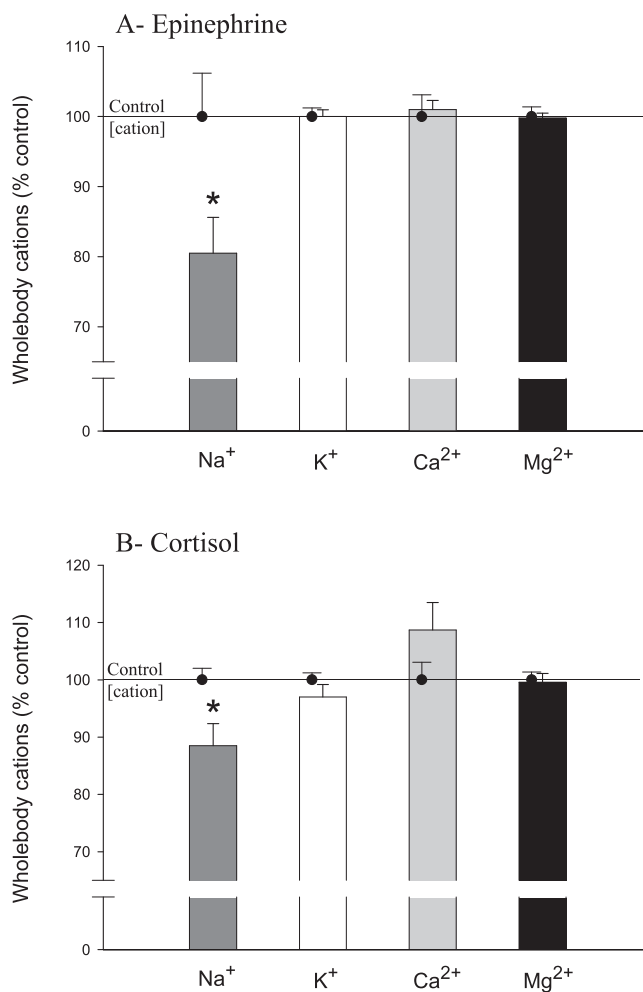 A- Epinephrine
Wholebody cations (% control)
110
100
90
80
70
0
Control
[cation]
*
Na⁺
K⁺
Ca²⁺
Mg²⁺
B- Cortisol
Wholebody cations (% control)
120
110
100
90
80
70
0
Control
[cation]
*
Na⁺
K⁺
Ca²⁺
Mg²⁺